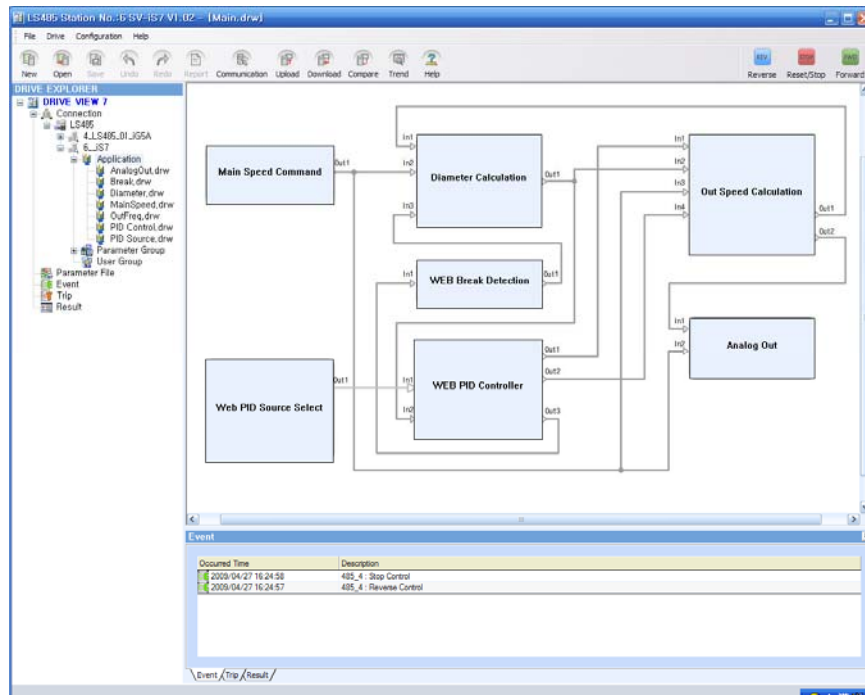 LS485 Station No.:6 SV-iS7 V1.02 - [Main.drw]
File Drive Configuration Help
New Open Save Undo Redo Report Communication Upload Download Compare Trend Help REV Reverse STOP Reset/Stop FWD Forward
DRIVE EXPLORER
DRIVE VIEW 7
Connection
LS485
4_LS485_01_iG5A
6__iS7
Application
AnalogOut.drw
Break.drw
Diameter.drw
MainSpeed.drw
OutFreq.drw
PID Control.drw
PID Source.drw
Parameter Group
User Group
Parameter File
Event
Trip
Result
Main Speed Command
Out1
In1
In2
In3
Diameter Calculation
Out1
In1
In2
In3
In4
Out Speed Calculation
Out1
Out2
In1
WEB Break Detection
Out1
In1
In2
Analog Out
Web PID Source Select
Out1
In1
In2
WEB PID Controller
Out1
Out2
Out3
Event
Occurred Time Description
2009/04/27 16:24:58 485_4 : Stop Control
2009/04/27 16:24:57 485_4 : Reverse Control
Event Trip Result